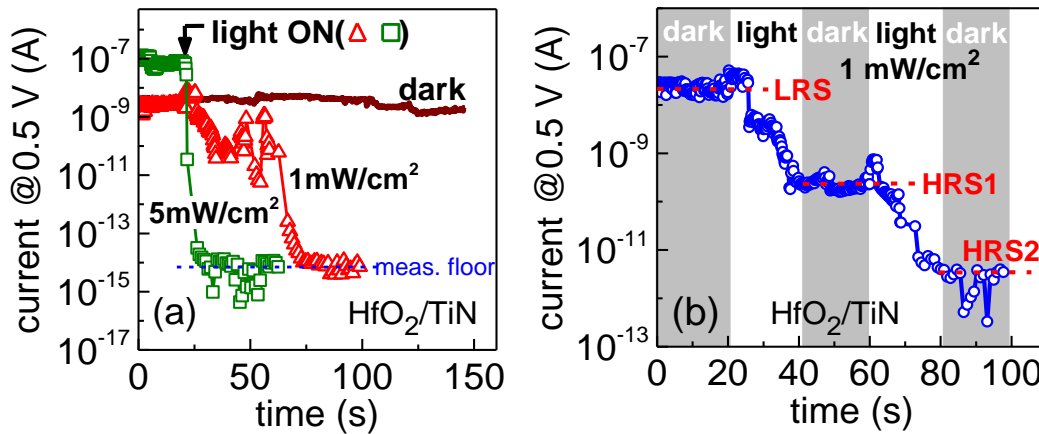 light ON(△ □)
dark
1mW/cm²
5mW/cm²
meas. floor
(a)
HfO₂/TiN
current @0.5 V (A)
10⁻⁷
10⁻⁹
10⁻¹¹
10⁻¹³
10⁻¹⁵
10⁻¹⁷
0 50 100 150
time (s)
dark light dark light dark
1 mW/cm²
LRS
HRS1
HRS2
(b)
HfO₂/TiN
current @0.5 V (A)
10⁻⁷
10⁻⁹
10⁻¹¹
10⁻¹³
0 20 40 60 80 100
time (s)